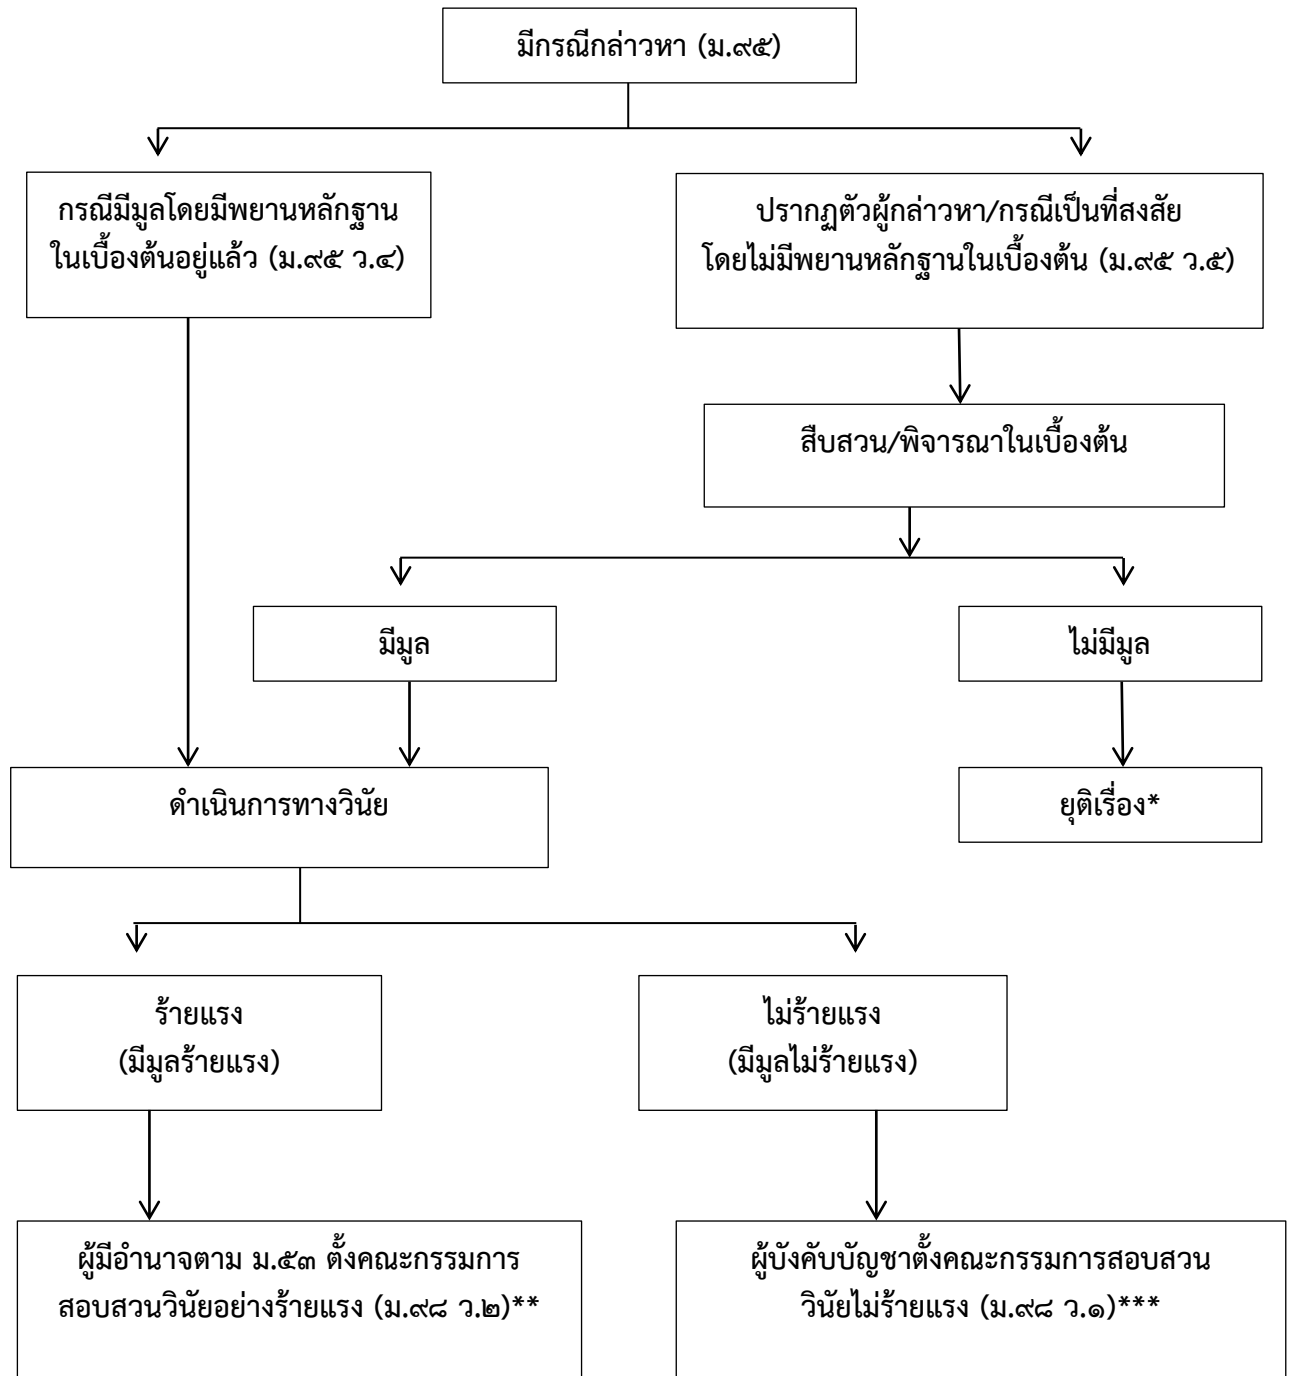 มีกรณีกล่าวหา (ม.๙๕)
กรณีมีมูลโดยมีพยานหลักฐาน
ในเบื้องต้นอยู่แล้ว (ม.๙๕ ว.๔)
ปรากฏตัวผู้กล่าวหา/กรณีเป็นที่สงสัย
โดยไม่มีพยานหลักฐานในเบื้องต้น (ม.๙๕ ว.๕)
สืบสวน/พิจารณาในเบื้องต้น
มีมูล
ไม่มีมูล
ดำเนินการทางวินัย
ยุติเรื่อง*
ร้ายแรง
(มีมูลร้ายแรง)
ไม่ร้ายแรง
(มีมูลไม่ร้ายแรง)
ผู้มีอำนาจตาม ม.๕๓ ตั้งคณะกรรมการ
สอบสวนวินัยอย่างร้ายแรง (ม.๙๘ ว.๒)**
ผู้บังคับบัญชาตั้งคณะกรรมการสอบสวน
วินัยไม่ร้ายแรง (ม.๙๘ ว.๑)***